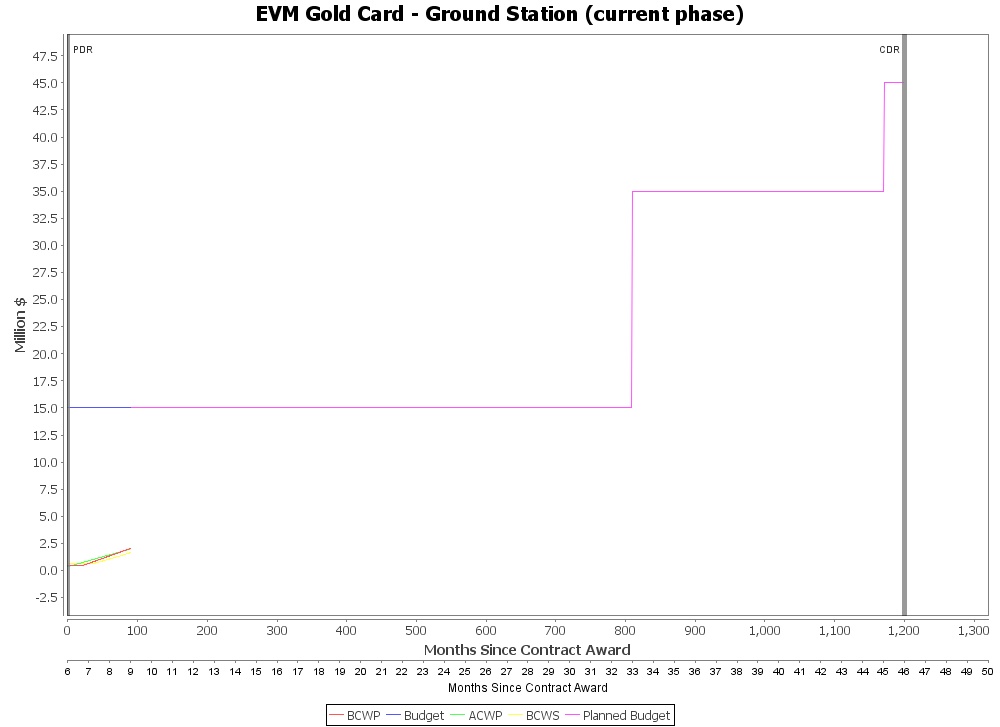 EVM Gold Card - Ground Station (current phase)
PDR
CDR
47.5
45.0
42.5
40.0
37.5
35.0
32.5
30.0
27.5
25.0
22.5
20.0
17.5
15.0
12.5
10.0
7.5
5.0
2.5
0.0
-2.5
Million $
0 100 200 300 400 500 600 700 800 900 1,000 1,100 1,200 1,300
Months Since Contract Award
6 7 8 9 10 11 12 13 14 15 16 17 18 19 20 21 22 23 24 25 26 27 28 29 30 31 32 33 34 35 36 37 38 39 40 41 42 43 44 45 46 47 48 49 50
Months Since Contract Award
BCWP Budget ACWP BCWS Planned Budget